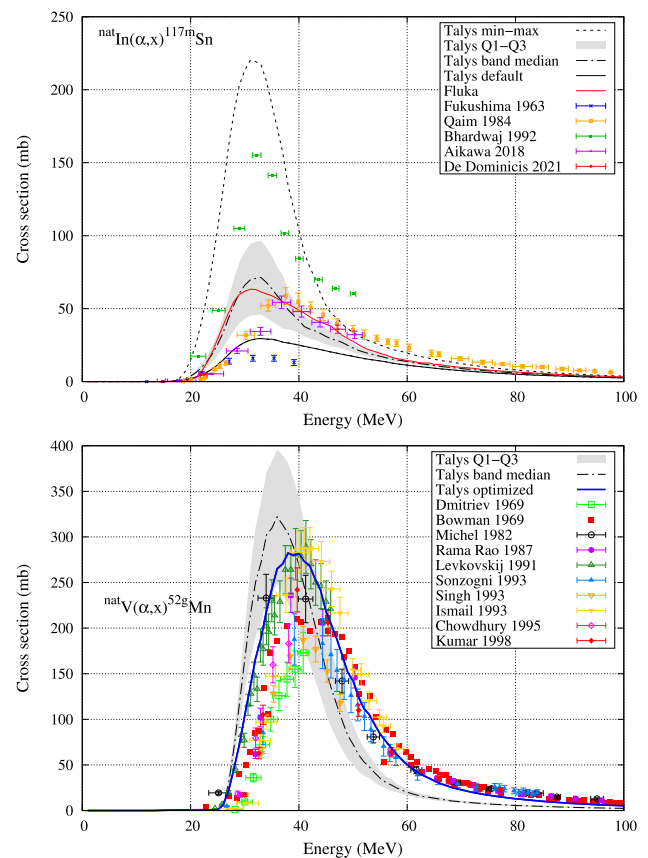 natIn(α,x)117mSn
Talys min−max
Talys Q1−Q3
Talys band median
Talys default
Fluka
Fukushima 1963
Qaim 1984
Bhardwaj 1992
Aikawa 2018
De Dominicis 2021
Cross section (mb)
250
200
150
100
50
0
0 20 40 60 80 100
Energy (MeV)
Talys Q1−Q3
Talys band median
Talys optimized
Dmitriev 1969
Bowman 1969
Michel 1982
Rama Rao 1987
Levkovskij 1991
Sonzogni 1993
Singh 1993
Ismail 1993
Chowdhury 1995
Kumar 1998
natV(α,x)52gMn
Cross section (mb)
400
350
300
250
200
150
100
50
0
0 20 40 60 80 100
Energy (MeV)